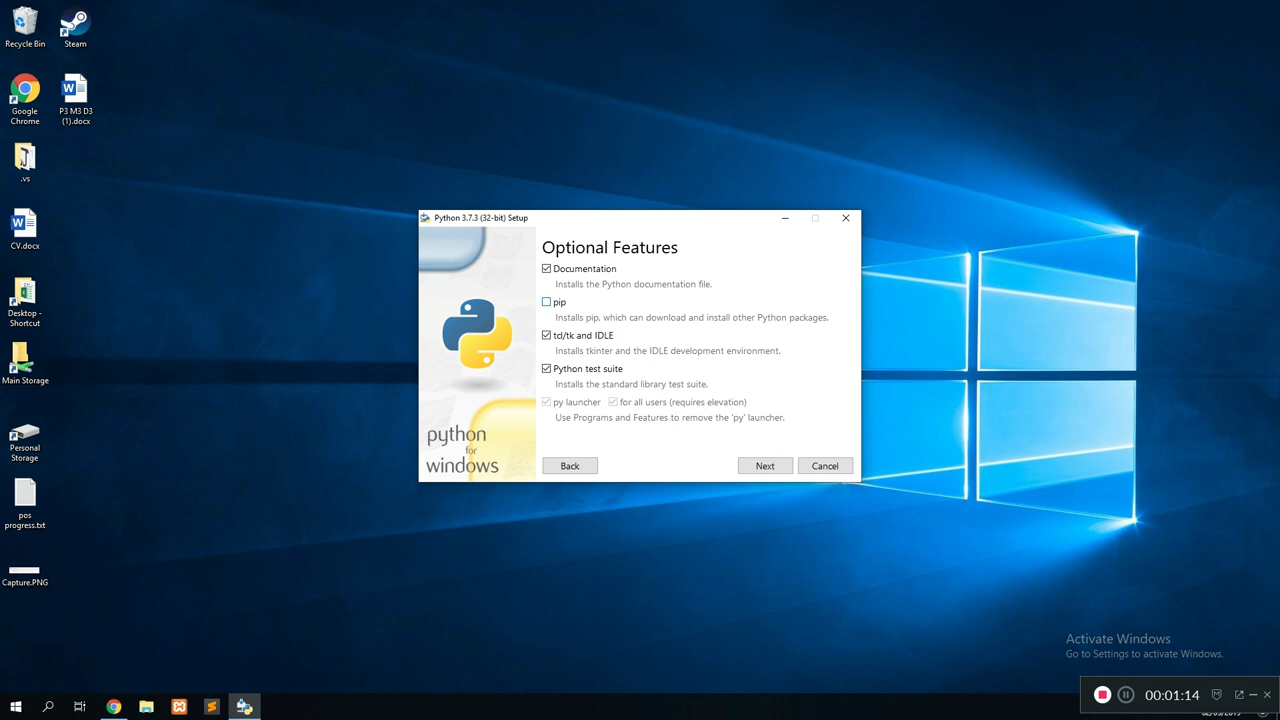 Recycle Bin
Steam
Google
Chrome
P3 M3 D3
(1).docx
.vs
CV.docx
Desktop -
Shortcut
Main Storage
Personal
Storage
pos
progress.txt
Capture.PNG
Python 3.7.3 (32-bit) Setup
Optional Features
Documentation
Installs the Python documentation file.
pip
Installs pip, which can download and install other Python packages.
tcl/tk and IDLE
Installs tkinter and the IDLE development environment.
Python test suite
Installs the standard library test suite.
py launcher for all users (requires elevation)
Use Programs and Features to remove the 'py' launcher.
python
for
windows
Back
Next
Cancel
Activate Windows
Go to Settings to activate Windows.
00:01:14